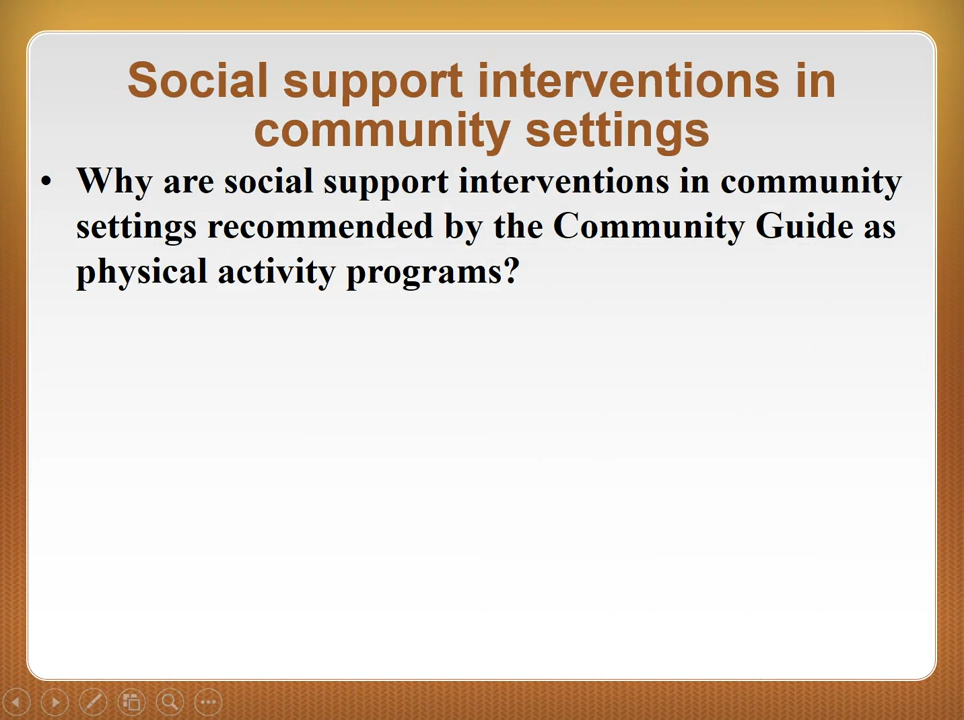 Social support interventions in
community settings
• Why are social support interventions in community
settings recommended by the Community Guide as
physical activity programs?